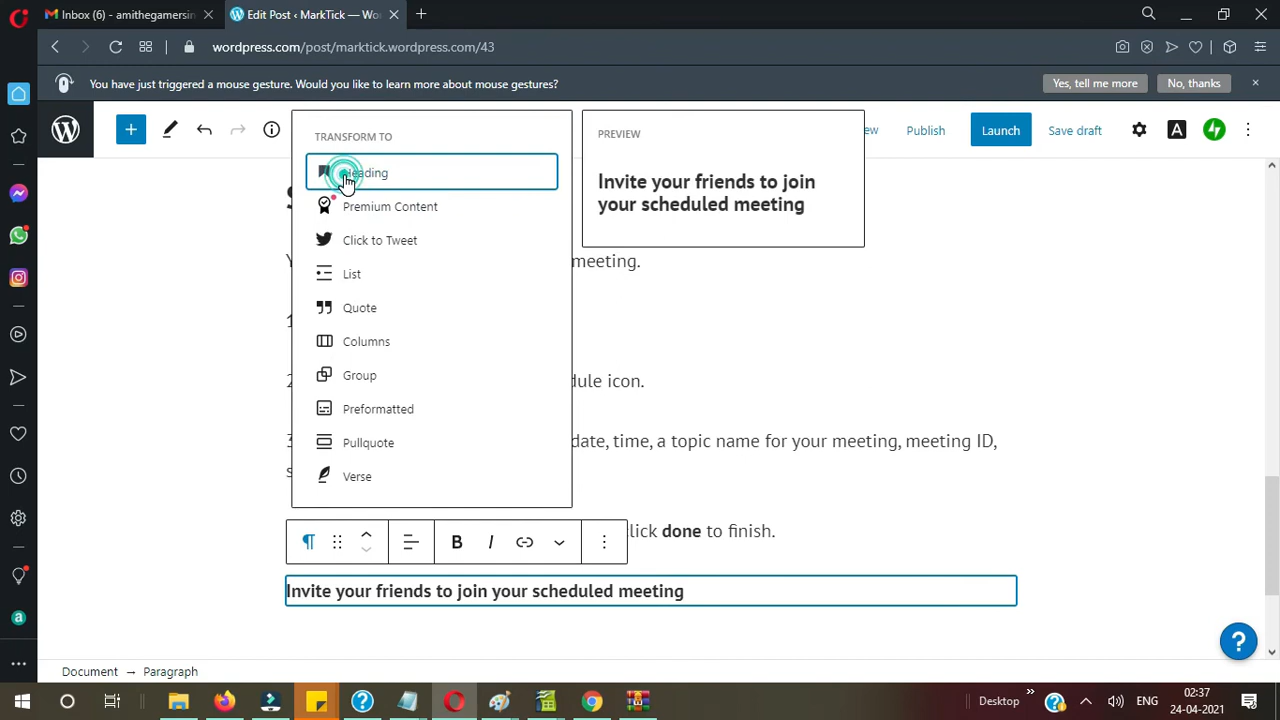 Inbox (6) - amithegamersin
Edit Post ‹ MarkTick — Wo
wordpress.com/post/marktick.wordpress.com/43
You have just triggered a mouse gesture. Would you like to learn more about mouse gestures?
Yes, tell me more
No, thanks
TRANSFORM TO
Heading
Premium Content
Click to Tweet
List
Quote
Columns
Group
Preformatted
Pullquote
Verse
PREVIEW
Invite your friends to join
your scheduled meeting
Publish
Launch
Save draft
A
meeting.
dule icon.
date, time, a topic name for your meeting, meeting ID,
click done to finish.
B I
Invite your friends to join your scheduled meeting
Document → Paragraph
Desktop
ENG
02:37
24-04-2021